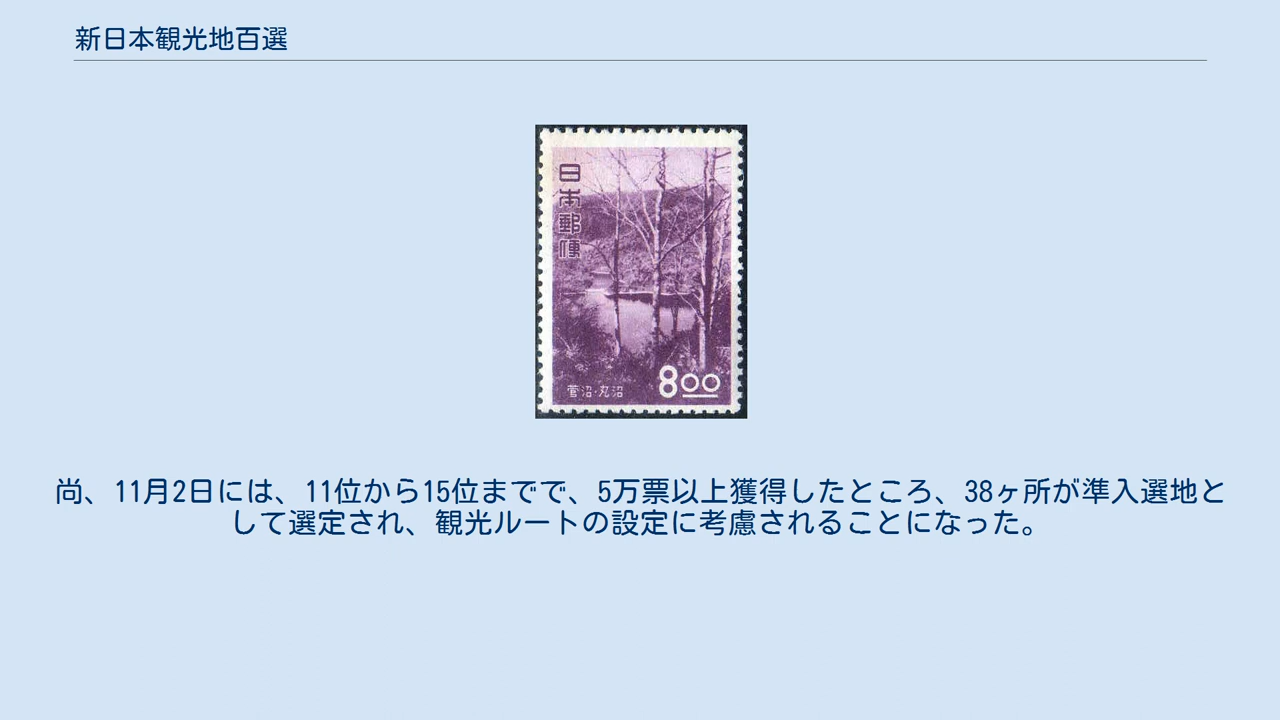 新日本観光地百選
日本郵便
菅沼・丸沼
800
尚、11月2日には、11位から15位までで、5万票以上獲得したところ、38ヶ所が準入選地と
して選定され、観光ルートの設定に考慮されることになった。